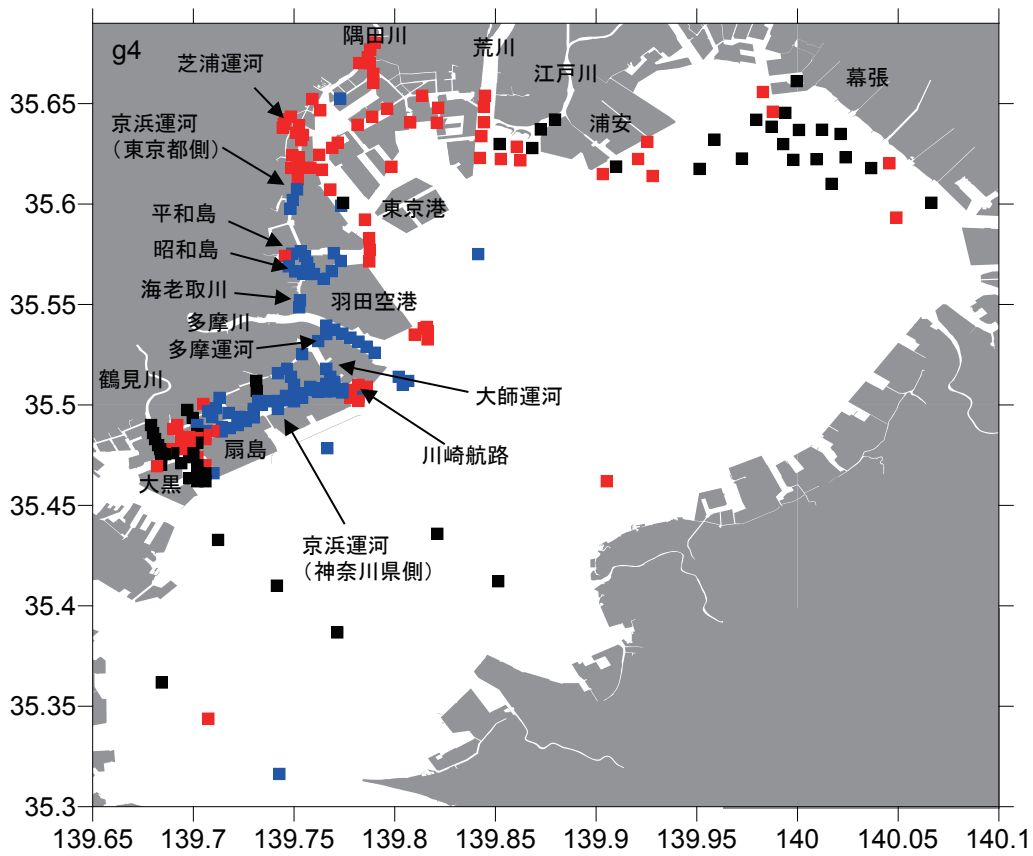 g4
隅田川
荒川
芝浦運河
江戸川
幕張
35.65
京浜運河
（東京都側）
浦安
35.6
平和島
東京港
昭和島
35.55
海老取川
羽田空港
多摩川
多摩運河
鶴見川
大師運河
35.5
扇島
川崎航路
大黒
35.45
京浜運河
（神奈川県側）
35.4
35.35
35.3
139.65
139.7
139.75
139.8
139.85
139.9
139.95
140
140.05
140.1